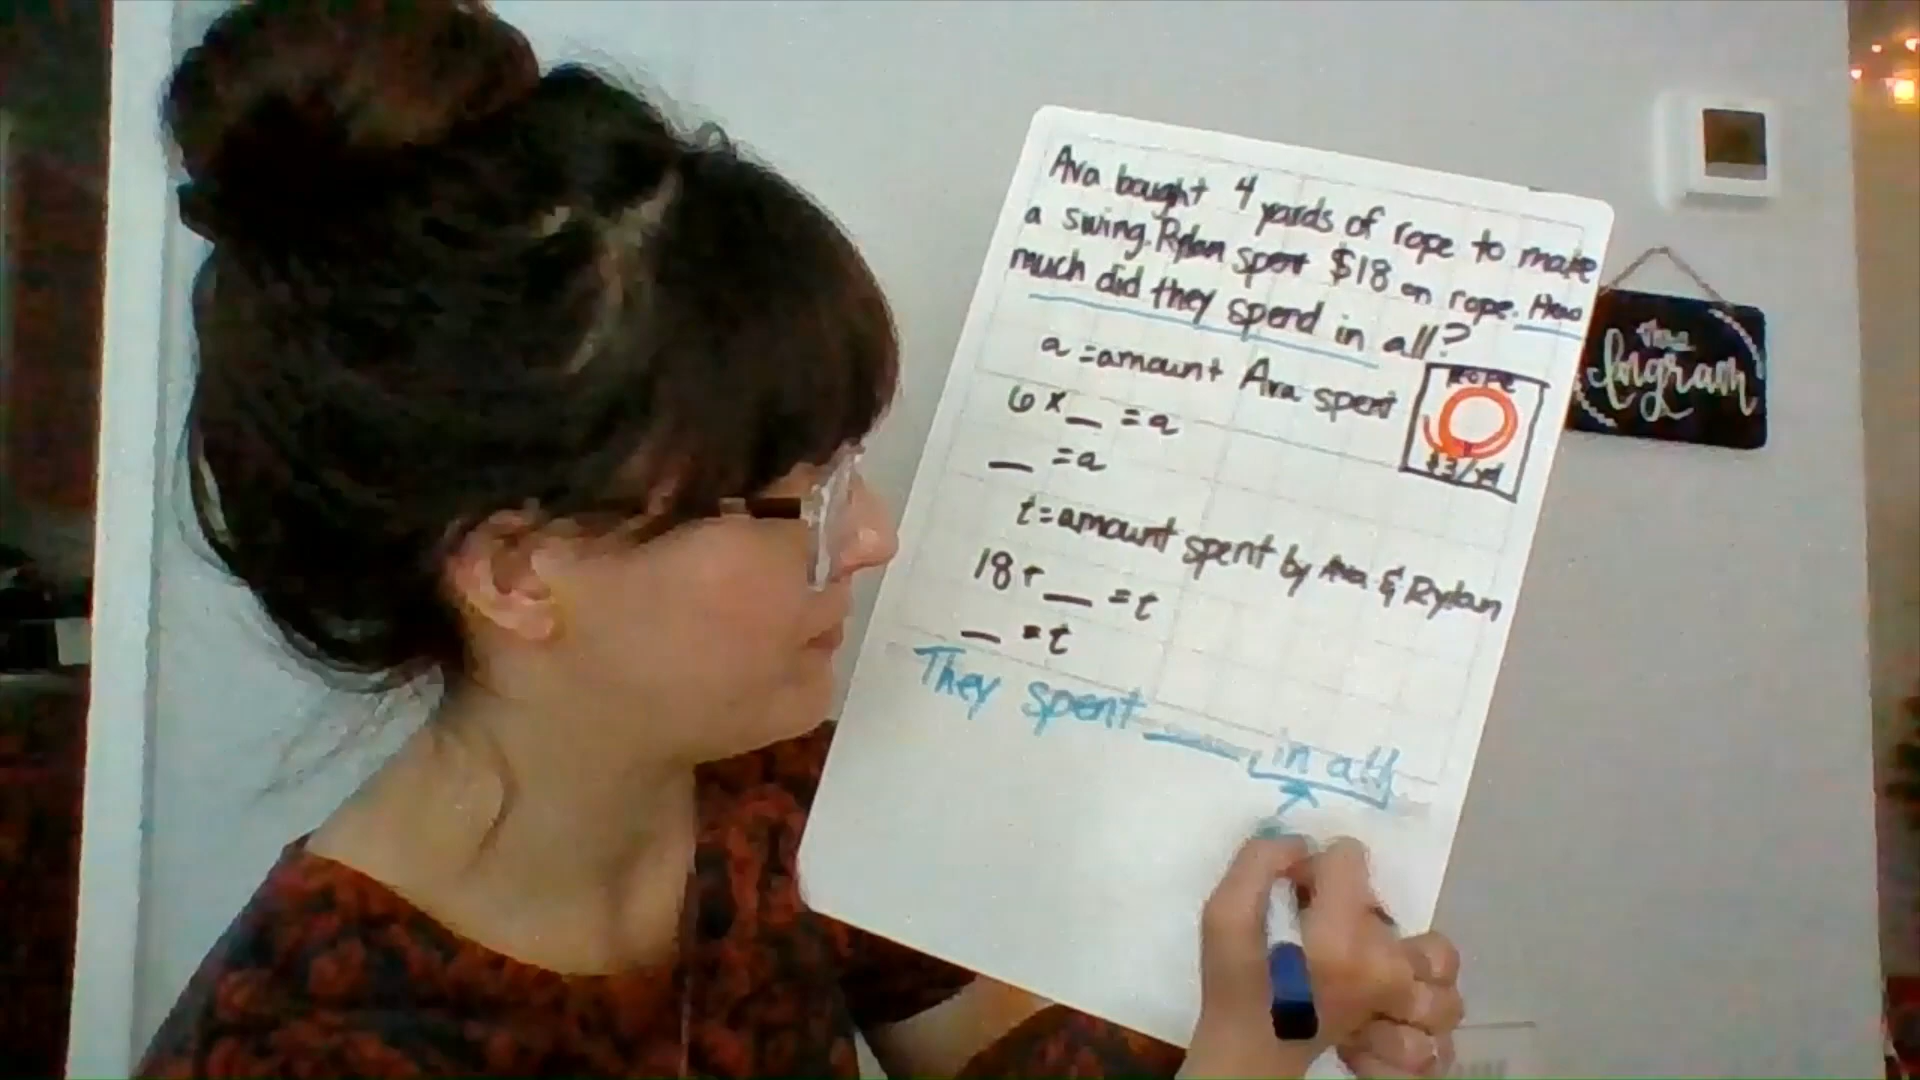 Ava bought 4 yards of rope to make
a swing. Rylan spent $18 on rope. How
much did they spend in all?
a = amount Ava spent
Rope
$3/yd
6 x __ = a
__ = a
t = amount spent by Ava & Rylan
18 + __ = t
__ = t
They spent ____ in all.
Ingram